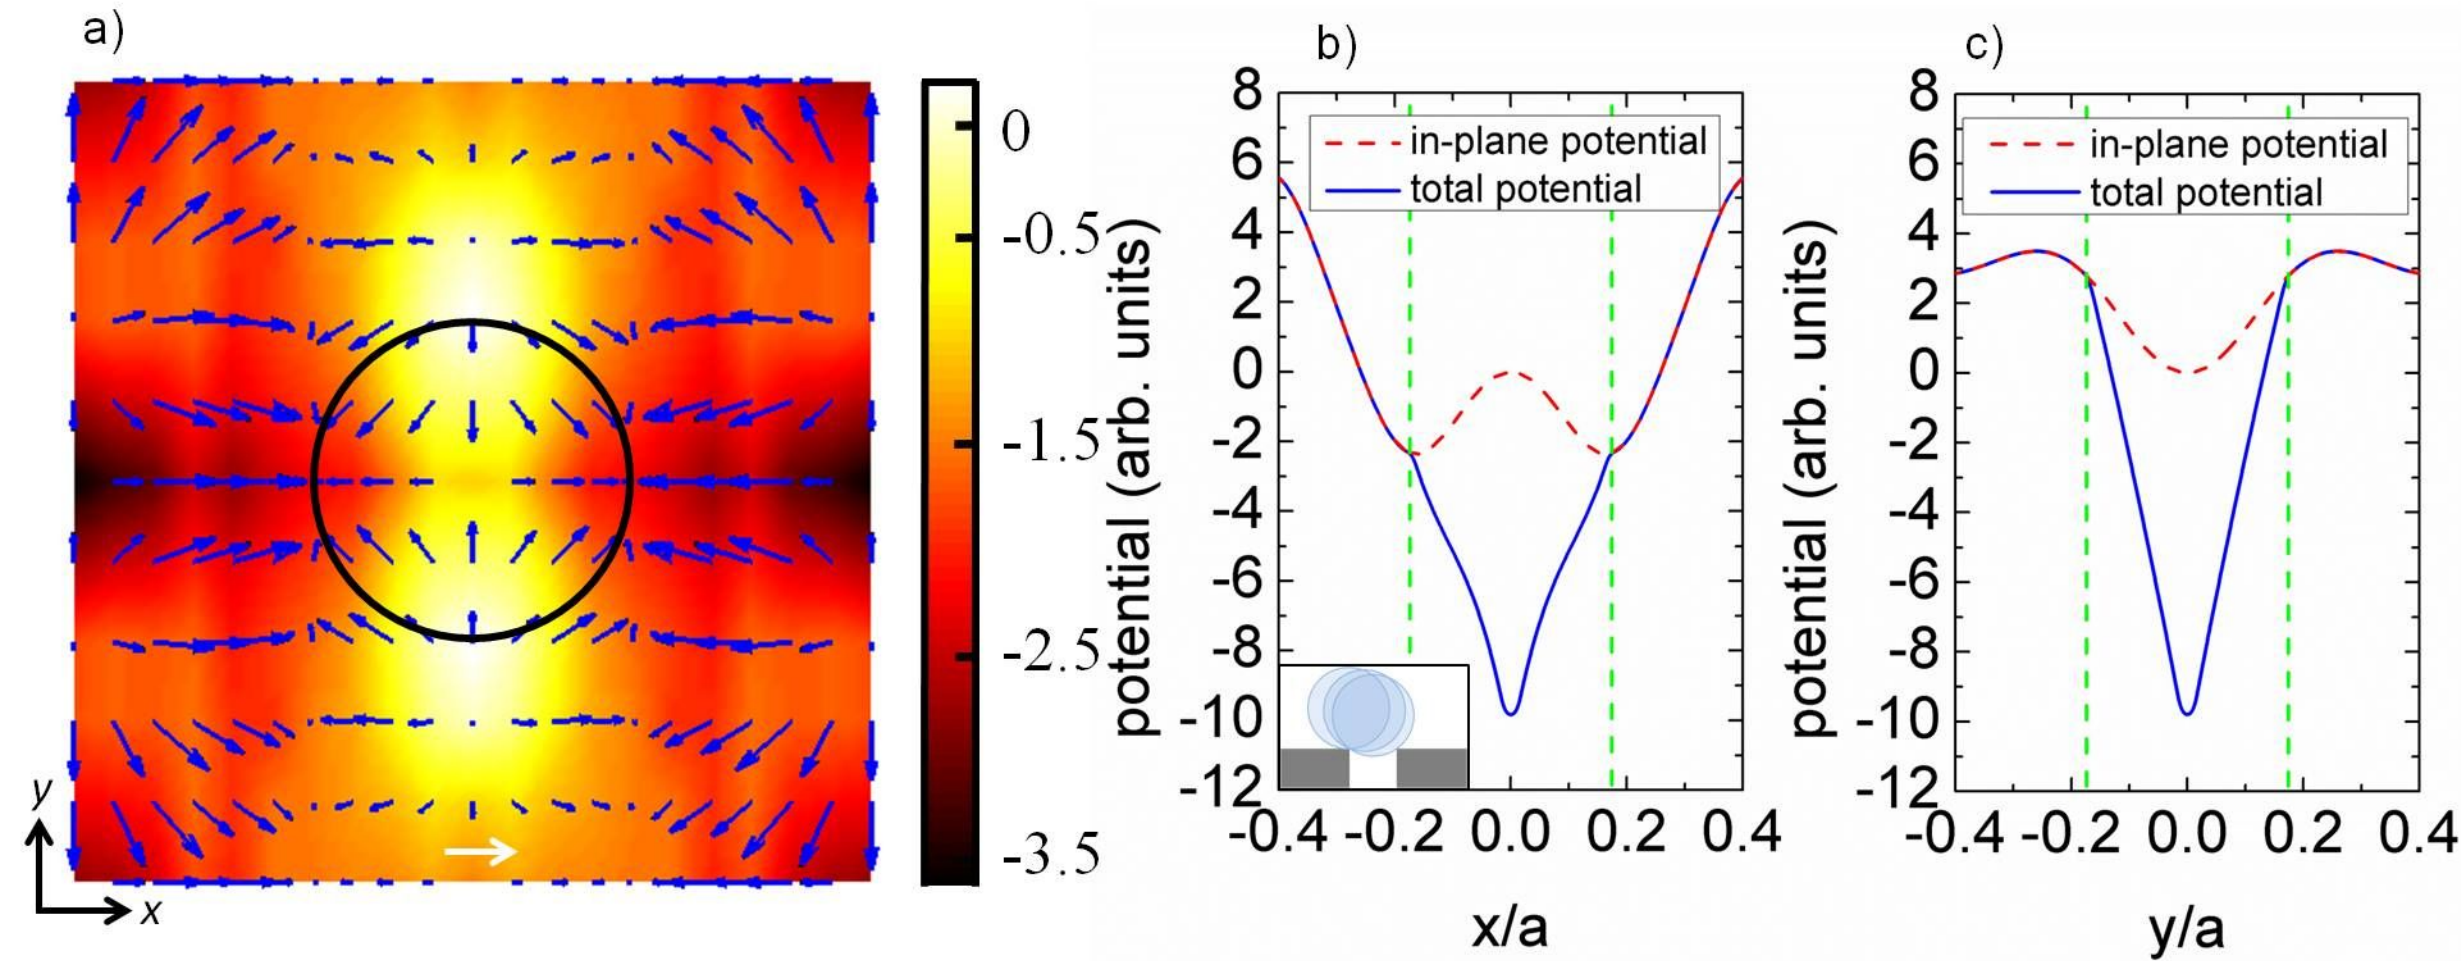 a)
0
-0.5
-1.5
-2.5
-3.5
y
x
b)
potential (arb. units)
8
6
4
2
0
-2
-4
-6
-8
-10
-12
in-plane potential
total potential
-0.4 -0.2 0.0 0.2 0.4
x/a
c)
potential (arb. units)
8
6
4
2
0
-2
-4
-6
-8
-10
-12
in-plane potential
total potential
-0.4 -0.2 0.0 0.2 0.4
y/a